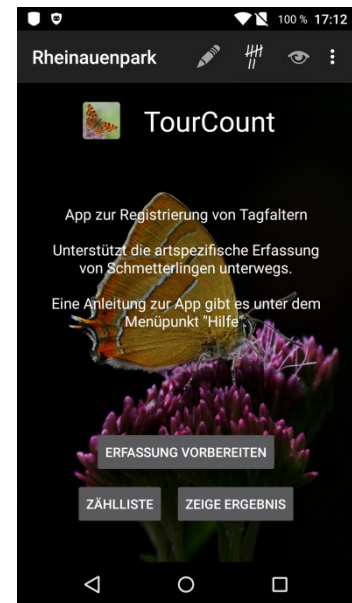 100 % 17:12
Rheinauenpark
TourCount
App zur Registrierung von Tagfaltern
Unterstützt die artspezifische Erfassung
von Schmetterlingen unterwegs.
Eine Anleitung zur App gibt es unter dem
Menüpunkt "Hilfe".
ERFASSUNG VORBEREITEN
ZÄHLLISTE ZEIGE ERGEBNIS